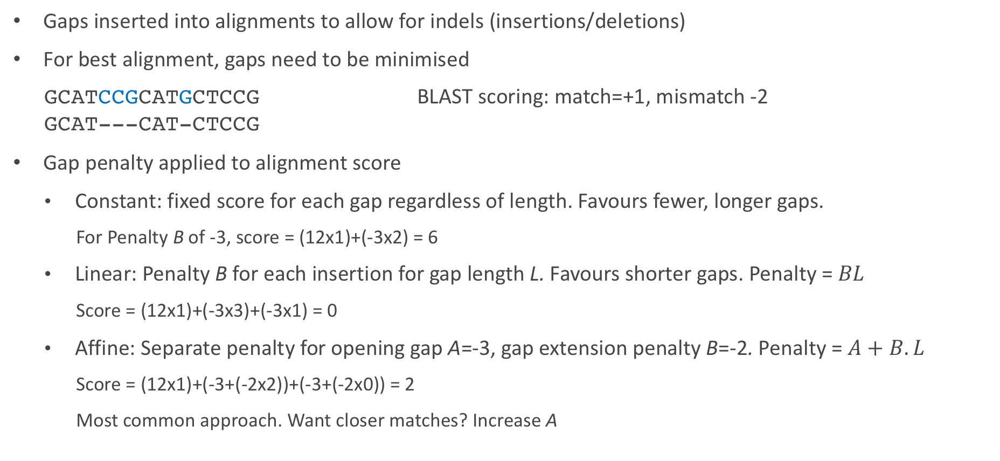 • Gaps inserted into alignments to allow for indels (insertions/deletions)
• For best alignment, gaps need to be minimised
GCATCCGCATGCTCCG BLAST scoring: match=+1, mismatch -2
GCAT---CAT-CTCCG
• Gap penalty applied to alignment score
• Constant: fixed score for each gap regardless of length. Favours fewer, longer gaps.
For Penalty B of -3, score = (12x1)+(-3x2) = 6
• Linear: Penalty B for each insertion for gap length L. Favours shorter gaps. Penalty = BL
Score = (12x1)+(-3x3)+(-3x1) = 0
• Affine: Separate penalty for opening gap A=-3, gap extension penalty B=-2. Penalty = A + B.L
Score = (12x1)+(-3+(-2x2))+(-3+(-2x0)) = 2
Most common approach. Want closer matches? Increase A